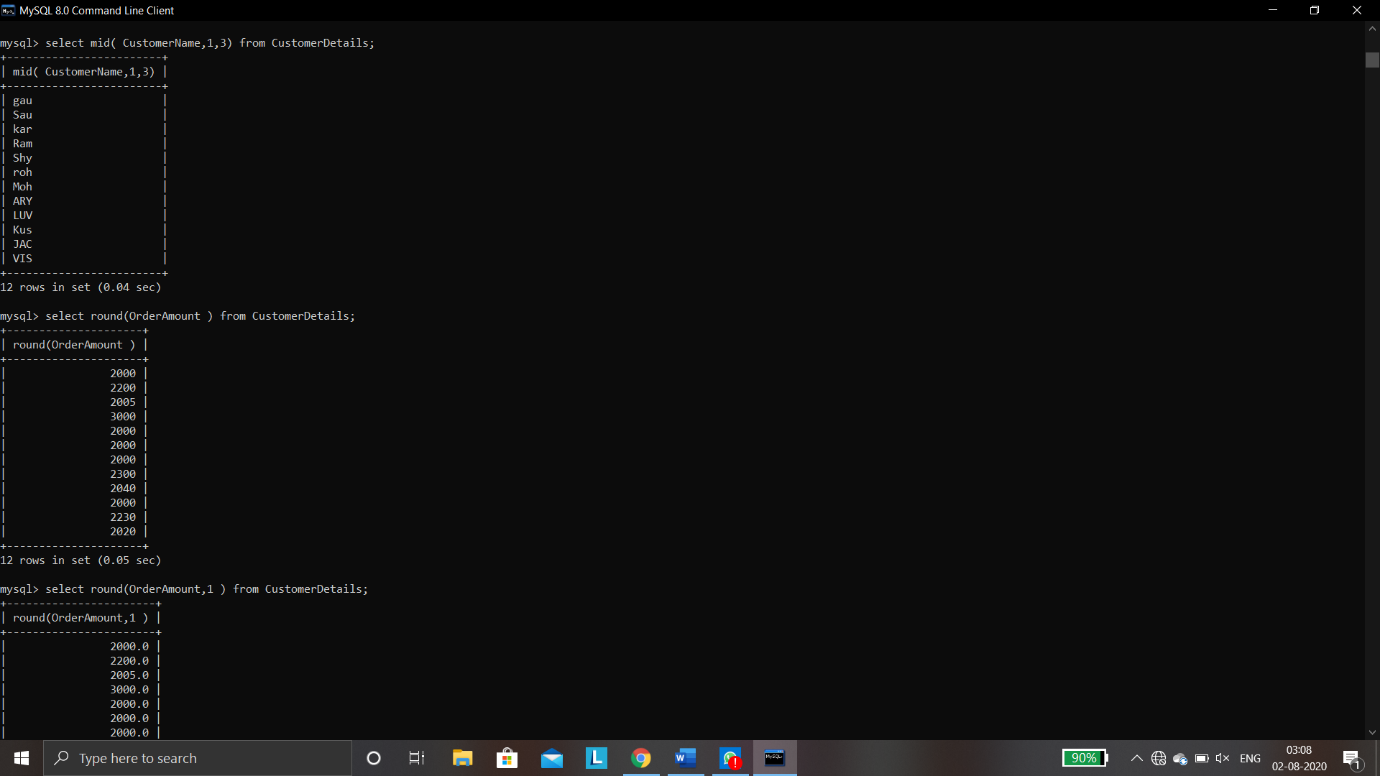 MySQL 8.0 Command Line Client
mysql> select mid( CustomerName,1,3) from CustomerDetails;
+------------------------+
| mid( CustomerName,1,3) |
+------------------------+
| gau                    |
| Sau                    |
| kar                    |
| Ram                    |
| Shy                    |
| roh                    |
| Moh                    |
| ARY                    |
| LUV                    |
| Kus                    |
| JAC                    |
| VIS                    |
+------------------------+
12 rows in set (0.04 sec)
mysql> select round(OrderAmount ) from CustomerDetails;
+---------------------+
| round(OrderAmount ) |
+---------------------+
|                2000 |
|                2200 |
|                2005 |
|                3000 |
|                2000 |
|                2000 |
|                2000 |
|                2300 |
|                2040 |
|                2000 |
|                2230 |
|                2020 |
+---------------------+
12 rows in set (0.05 sec)
mysql> select round(OrderAmount,1 ) from CustomerDetails;
+-----------------------+
| round(OrderAmount,1 ) |
+-----------------------+
|                2000.0 |
|                2200.0 |
|                2005.0 |
|                3000.0 |
|                2000.0 |
|                2000.0 |
|                2000.0 |
Type here to search
L
W
MySQL
90%
ENG
03:08
02-08-2020
1